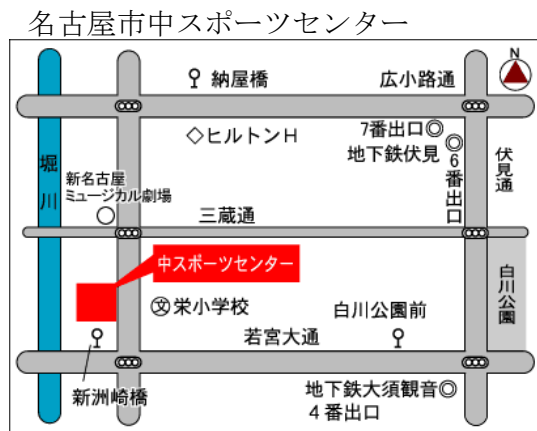 名古屋市中スポーツセンター
N
納屋橋
広小路通
7番出口
◇ヒルトンH
地下鉄伏見
6番出口
伏見通
堀川
新名古屋
ミュージカル劇場
三蔵通
中スポーツセンター
白川公園
文栄小学校
白川公園前
若宮大通
新洲崎橋
地下鉄大須観音
4番出口